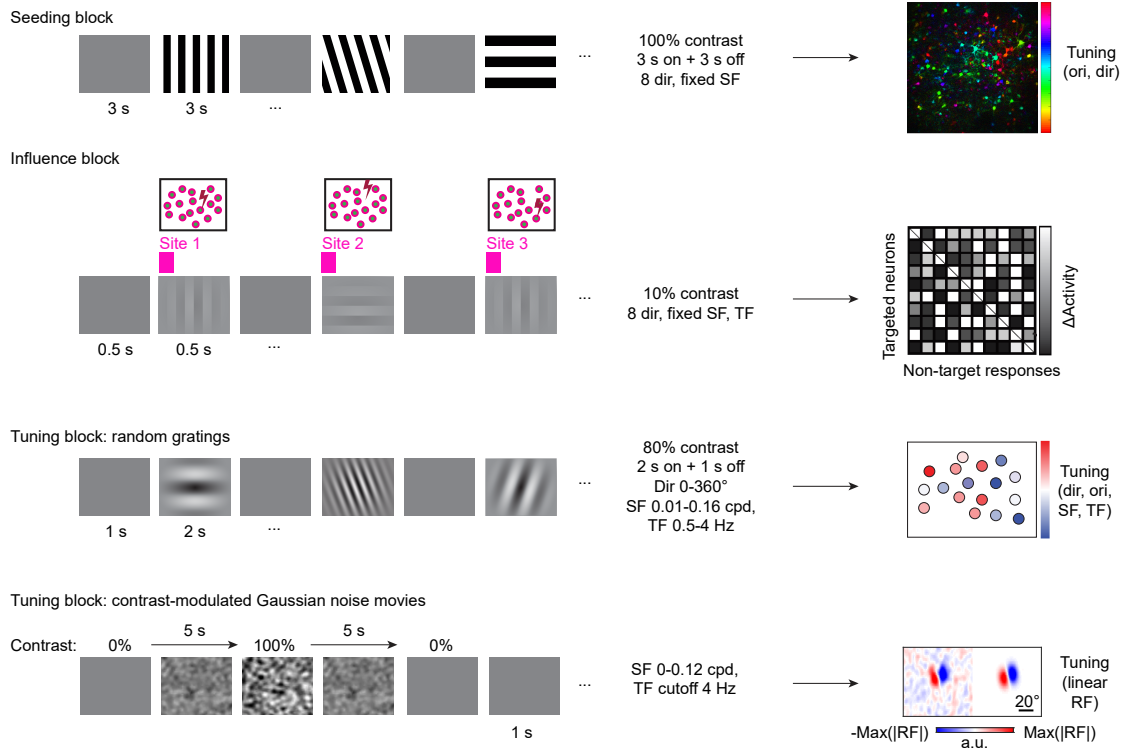 Seeding block
3 s
3 s
...
...
100% contrast
3 s on + 3 s off
8 dir, fixed SF
Tuning
(ori, dir)
Influence block
Site 1
Site 2
Site 3
0.5 s
0.5 s
...
...
10% contrast
8 dir, fixed SF, TF
Targeted neurons
Non-target responses
ΔActivity
Tuning block: random gratings
1 s
2 s
...
...
80% contrast
2 s on + 1 s off
Dir 0-360°
SF 0.01-0.16 cpd,
TF 0.5-4 Hz
Tuning
(dir, ori,
SF, TF)
Tuning block: contrast-modulated Gaussian noise movies
Contrast:
0%
5 s
100%
5 s
0%
1 s
...
SF 0-0.12 cpd,
TF cutoff 4 Hz
20°
Tuning
(linear
RF)
-Max(|RF|)
Max(|RF|)
a.u.